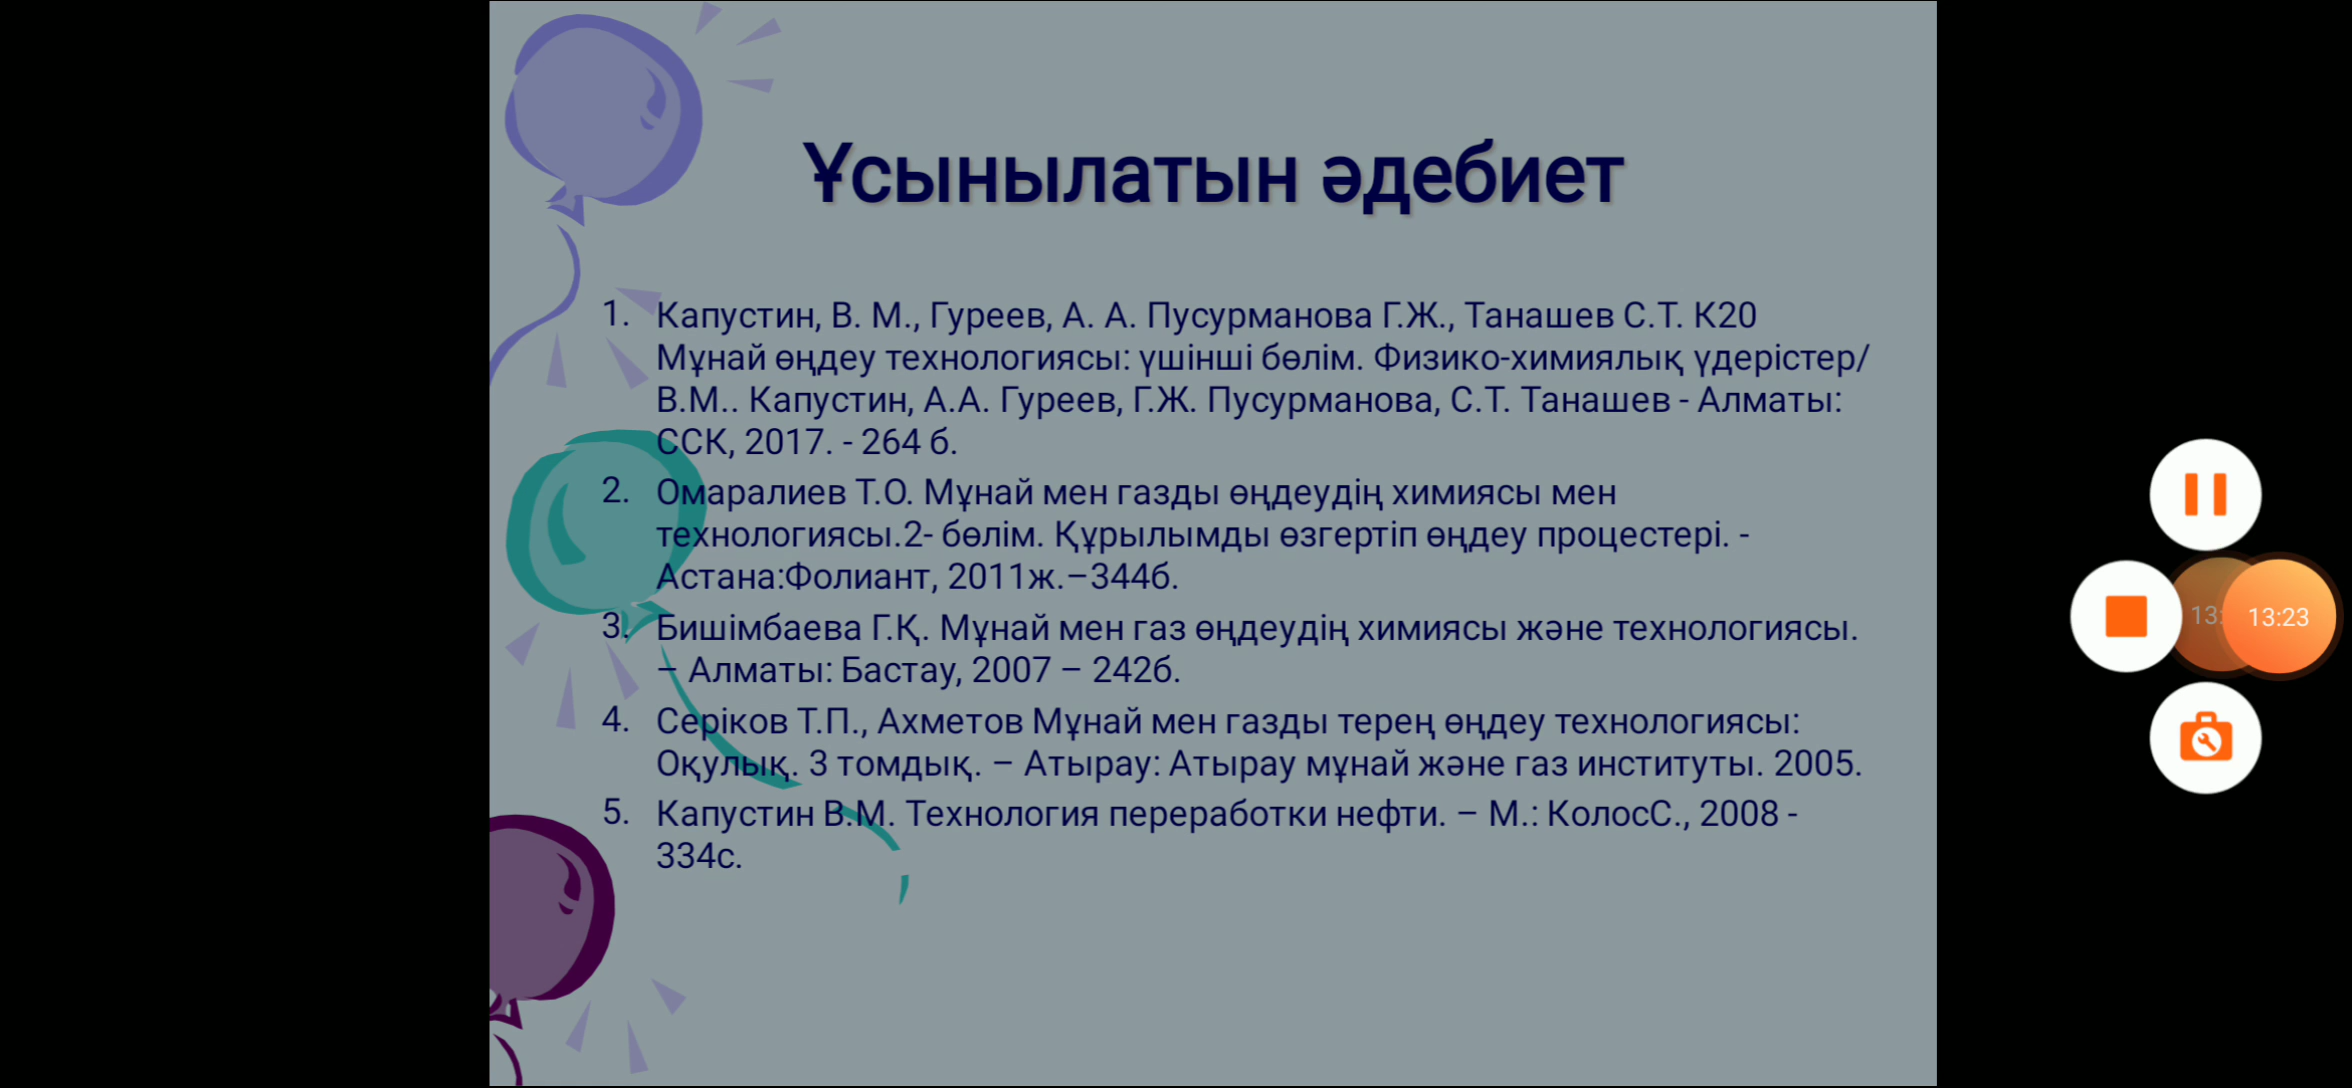 Ұсынылатын әдебиет
1. Капустин, В. М., Гуреев, А. А. Пусурманова Г.Ж., Танашев С.Т. К20
Мұнай өңдеу технологиясы: үшінші бөлім. Физико-химиялық үдерістер/
В.М.. Капустин, А.А. Гуреев, Г.Ж. Пусурманова, С.Т. Танашев - Алматы:
ССК, 2017. - 264 б.
2. Омаралиев Т.О. Мұнай мен газды өңдеудің химиясы мен
технологиясы.2- бөлім. Құрылымды өзгертіп өңдеу процестері. -
Астана:Фолиант, 2011ж.–344б.
3. Бишімбаева Г.Қ. Мұнай мен газ өңдеудің химиясы және технологиясы.
– Алматы: Бастау, 2007 – 242б.
4. Серіков Т.П., Ахметов Мұнай мен газды терең өңдеу технологиясы:
Оқулық. 3 томдық. – Атырау: Атырау мұнай және газ институты. 2005.
5. Капустин В.М. Технология переработки нефти. – М.: КолосС., 2008 -
334с.
13:23